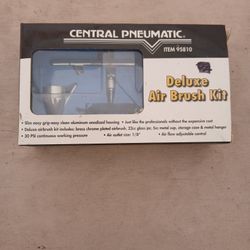 CENTRAL PNEUMATIC®
ITEM 95810
Deluxe
Air Brush Kit
• Slim easy grip-easy clean aluminum anodized housing • Just like the professionals without the expensive cost
• Deluxe airbrush kit includes: brass chrome plated airbrush, 22cc glass jar, 5cc metal cup, storage case & metal hanger
• 30 PSI continuous working pressure • Air outlet size: 1/8" • Air flow adjustable control